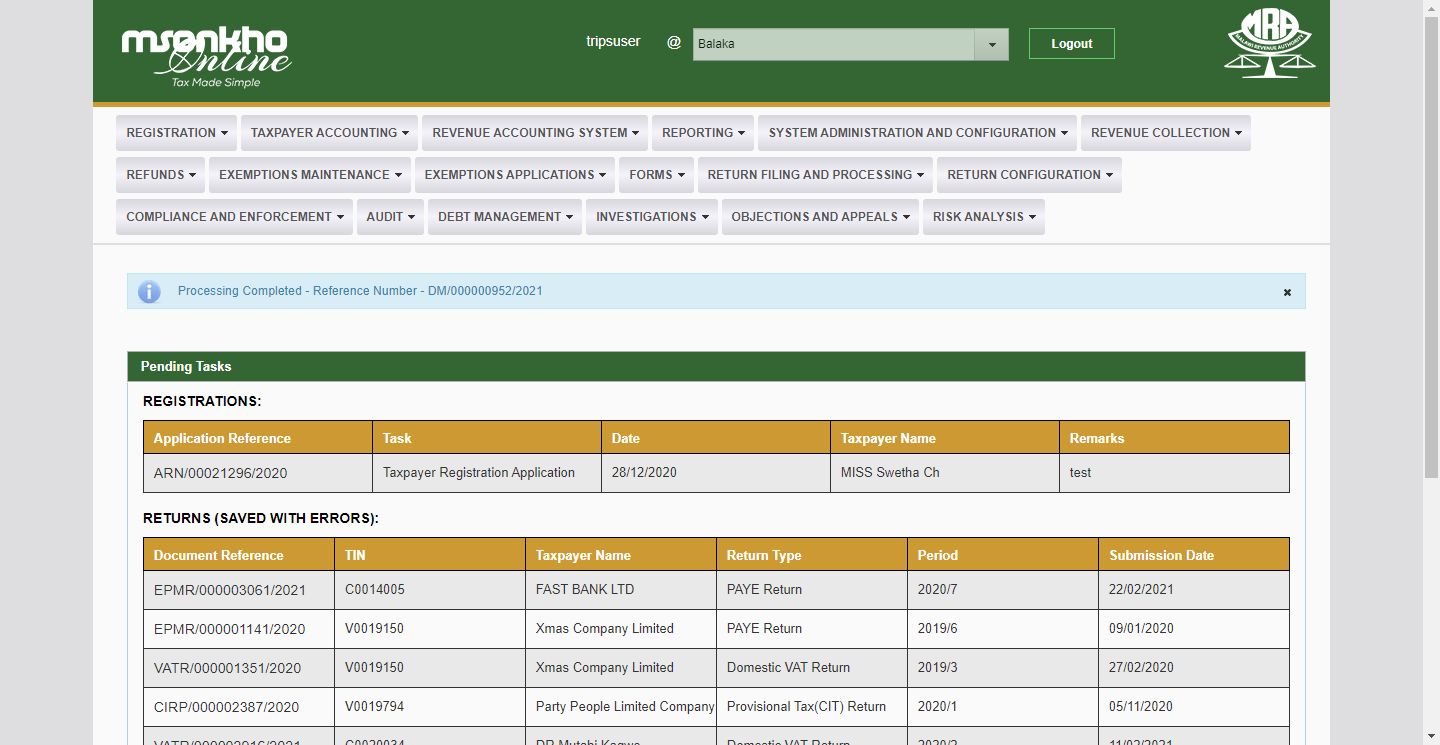 msonkho
Online
Tax Made Simple
tripsuser @ Balaka Logout
MRA
MALAWI REVENUE AUTHORITY
REGISTRATION TAXPAYER ACCOUNTING REVENUE ACCOUNTING SYSTEM REPORTING SYSTEM ADMINISTRATION AND CONFIGURATION REVENUE COLLECTION
REFUNDS EXEMPTIONS MAINTENANCE EXEMPTIONS APPLICATIONS FORMS RETURN FILING AND PROCESSING RETURN CONFIGURATION
COMPLIANCE AND ENFORCEMENT AUDIT DEBT MANAGEMENT INVESTIGATIONS OBJECTIONS AND APPEALS RISK ANALYSIS
Processing Completed - Reference Number - DM/000000952/2021
Pending Tasks
REGISTRATIONS:
Application Reference Task Date Taxpayer Name Remarks
ARN/00021296/2020 Taxpayer Registration Application 28/12/2020 MISS Swetha Ch test
RETURNS (SAVED WITH ERRORS):
Document Reference TIN Taxpayer Name Return Type Period Submission Date
EPMR/000003061/2021 C0014005 FAST BANK LTD PAYE Return 2020/7 22/02/2021
EPMR/000001141/2020 V0019150 Xmas Company Limited PAYE Return 2019/6 09/01/2020
VATR/000001351/2020 V0019150 Xmas Company Limited Domestic VAT Return 2019/3 27/02/2020
CIRP/000002387/2020 V0019794 Party People Limited Company Provisional Tax(CIT) Return 2020/1 05/11/2020